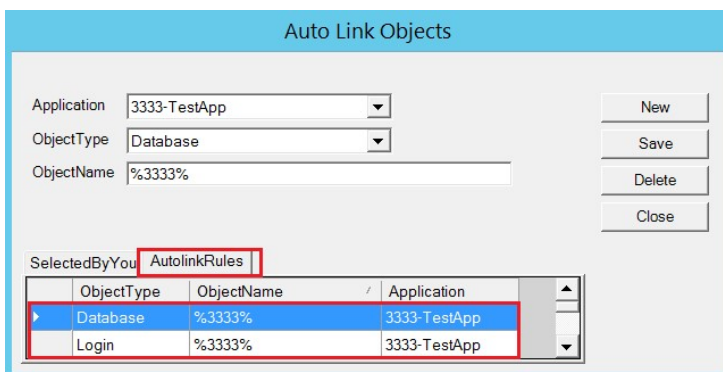 Auto Link Objects
Application 3333-TestApp New
ObjectType Database Save
ObjectName %3333% Delete
Close
SelectedByYou AutolinkRules
ObjectType ObjectName Application
Database %3333% 3333-TestApp
Login %3333% 3333-TestApp